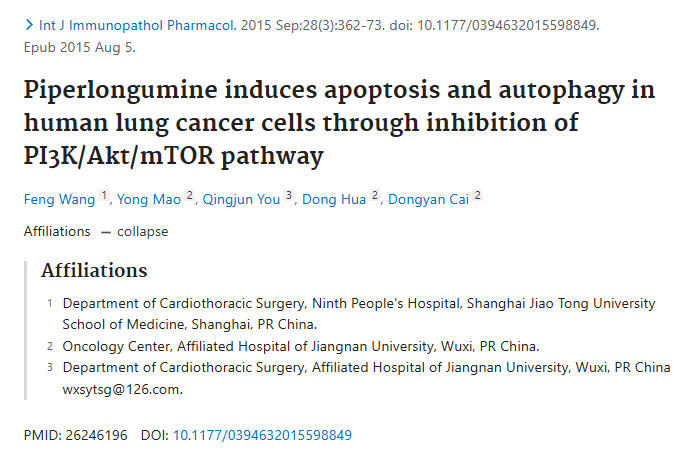 > Int J Immunopathol Pharmacol. 2015 Sep;28(3):362-73. doi: 10.1177/0394632015598849.
Epub 2015 Aug 5.
Piperlongumine induces apoptosis and autophagy in
human lung cancer cells through inhibition of
PI3K/Akt/mTOR pathway
Feng Wang 1, Yong Mao 2, Qingjun You 3, Dong Hua 2, Dongyan Cai 2
Affiliations — collapse
Affiliations
1 Department of Cardiothoracic Surgery, Ninth People's Hospital, Shanghai Jiao Tong University
School of Medicine, Shanghai, PR China.
2 Oncology Center, Affiliated Hospital of Jiangnan University, Wuxi, PR China.
3 Department of Cardiothoracic Surgery, Affiliated Hospital of Jiangnan University, Wuxi, PR China
wxsytsg@126.com.
PMID: 26246196 DOI: 10.1177/0394632015598849